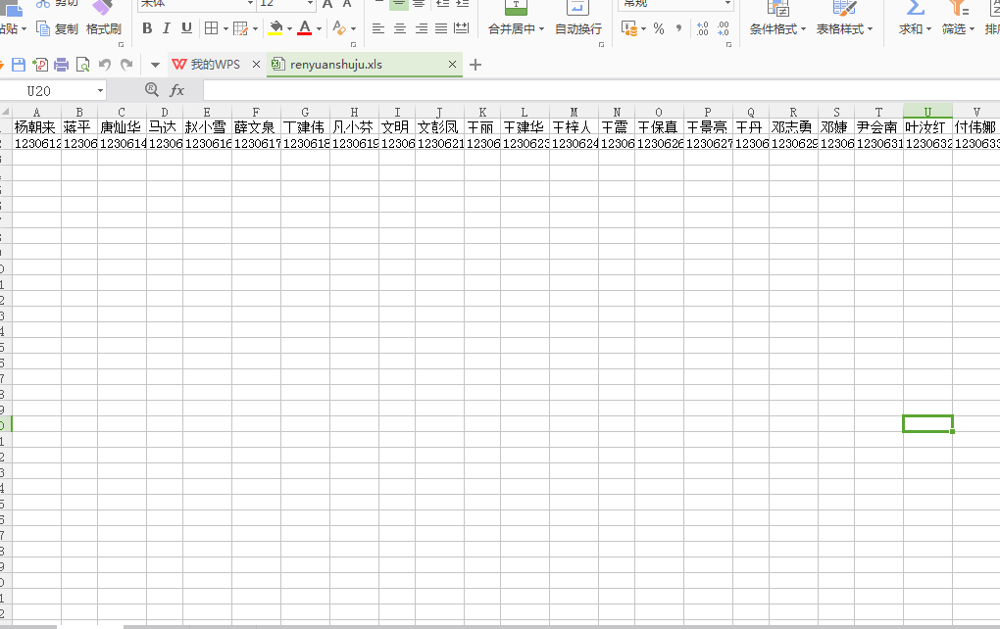 剪切 宋体 12 A A 常规
粘贴 复制 格式刷 B I U A 合并居中 自动换行 % , 条件格式 表格样式 求和 筛选 排序
我的WPS × renyuanshuju.xls × +
U20 fx
A B C D E F G H I J K L M N O P Q R S T U V
杨朝来 蒋平 唐灿华 马达 赵小雪 薛文泉 丁建伟 凡小芬 文明 文彭凤 王丽 王建华 王梓人 王震 王保真 王景亮 王丹 邓志勇 邓婕 尹会南 叶汝红 付伟娜
1230612 12306 1230614 12306 1230616 1230617 1230618 1230619 12306 1230621 12306 1230623 1230624 12306 1230626 1230627 12306 1230629 12306 1230631 1230632 1230633